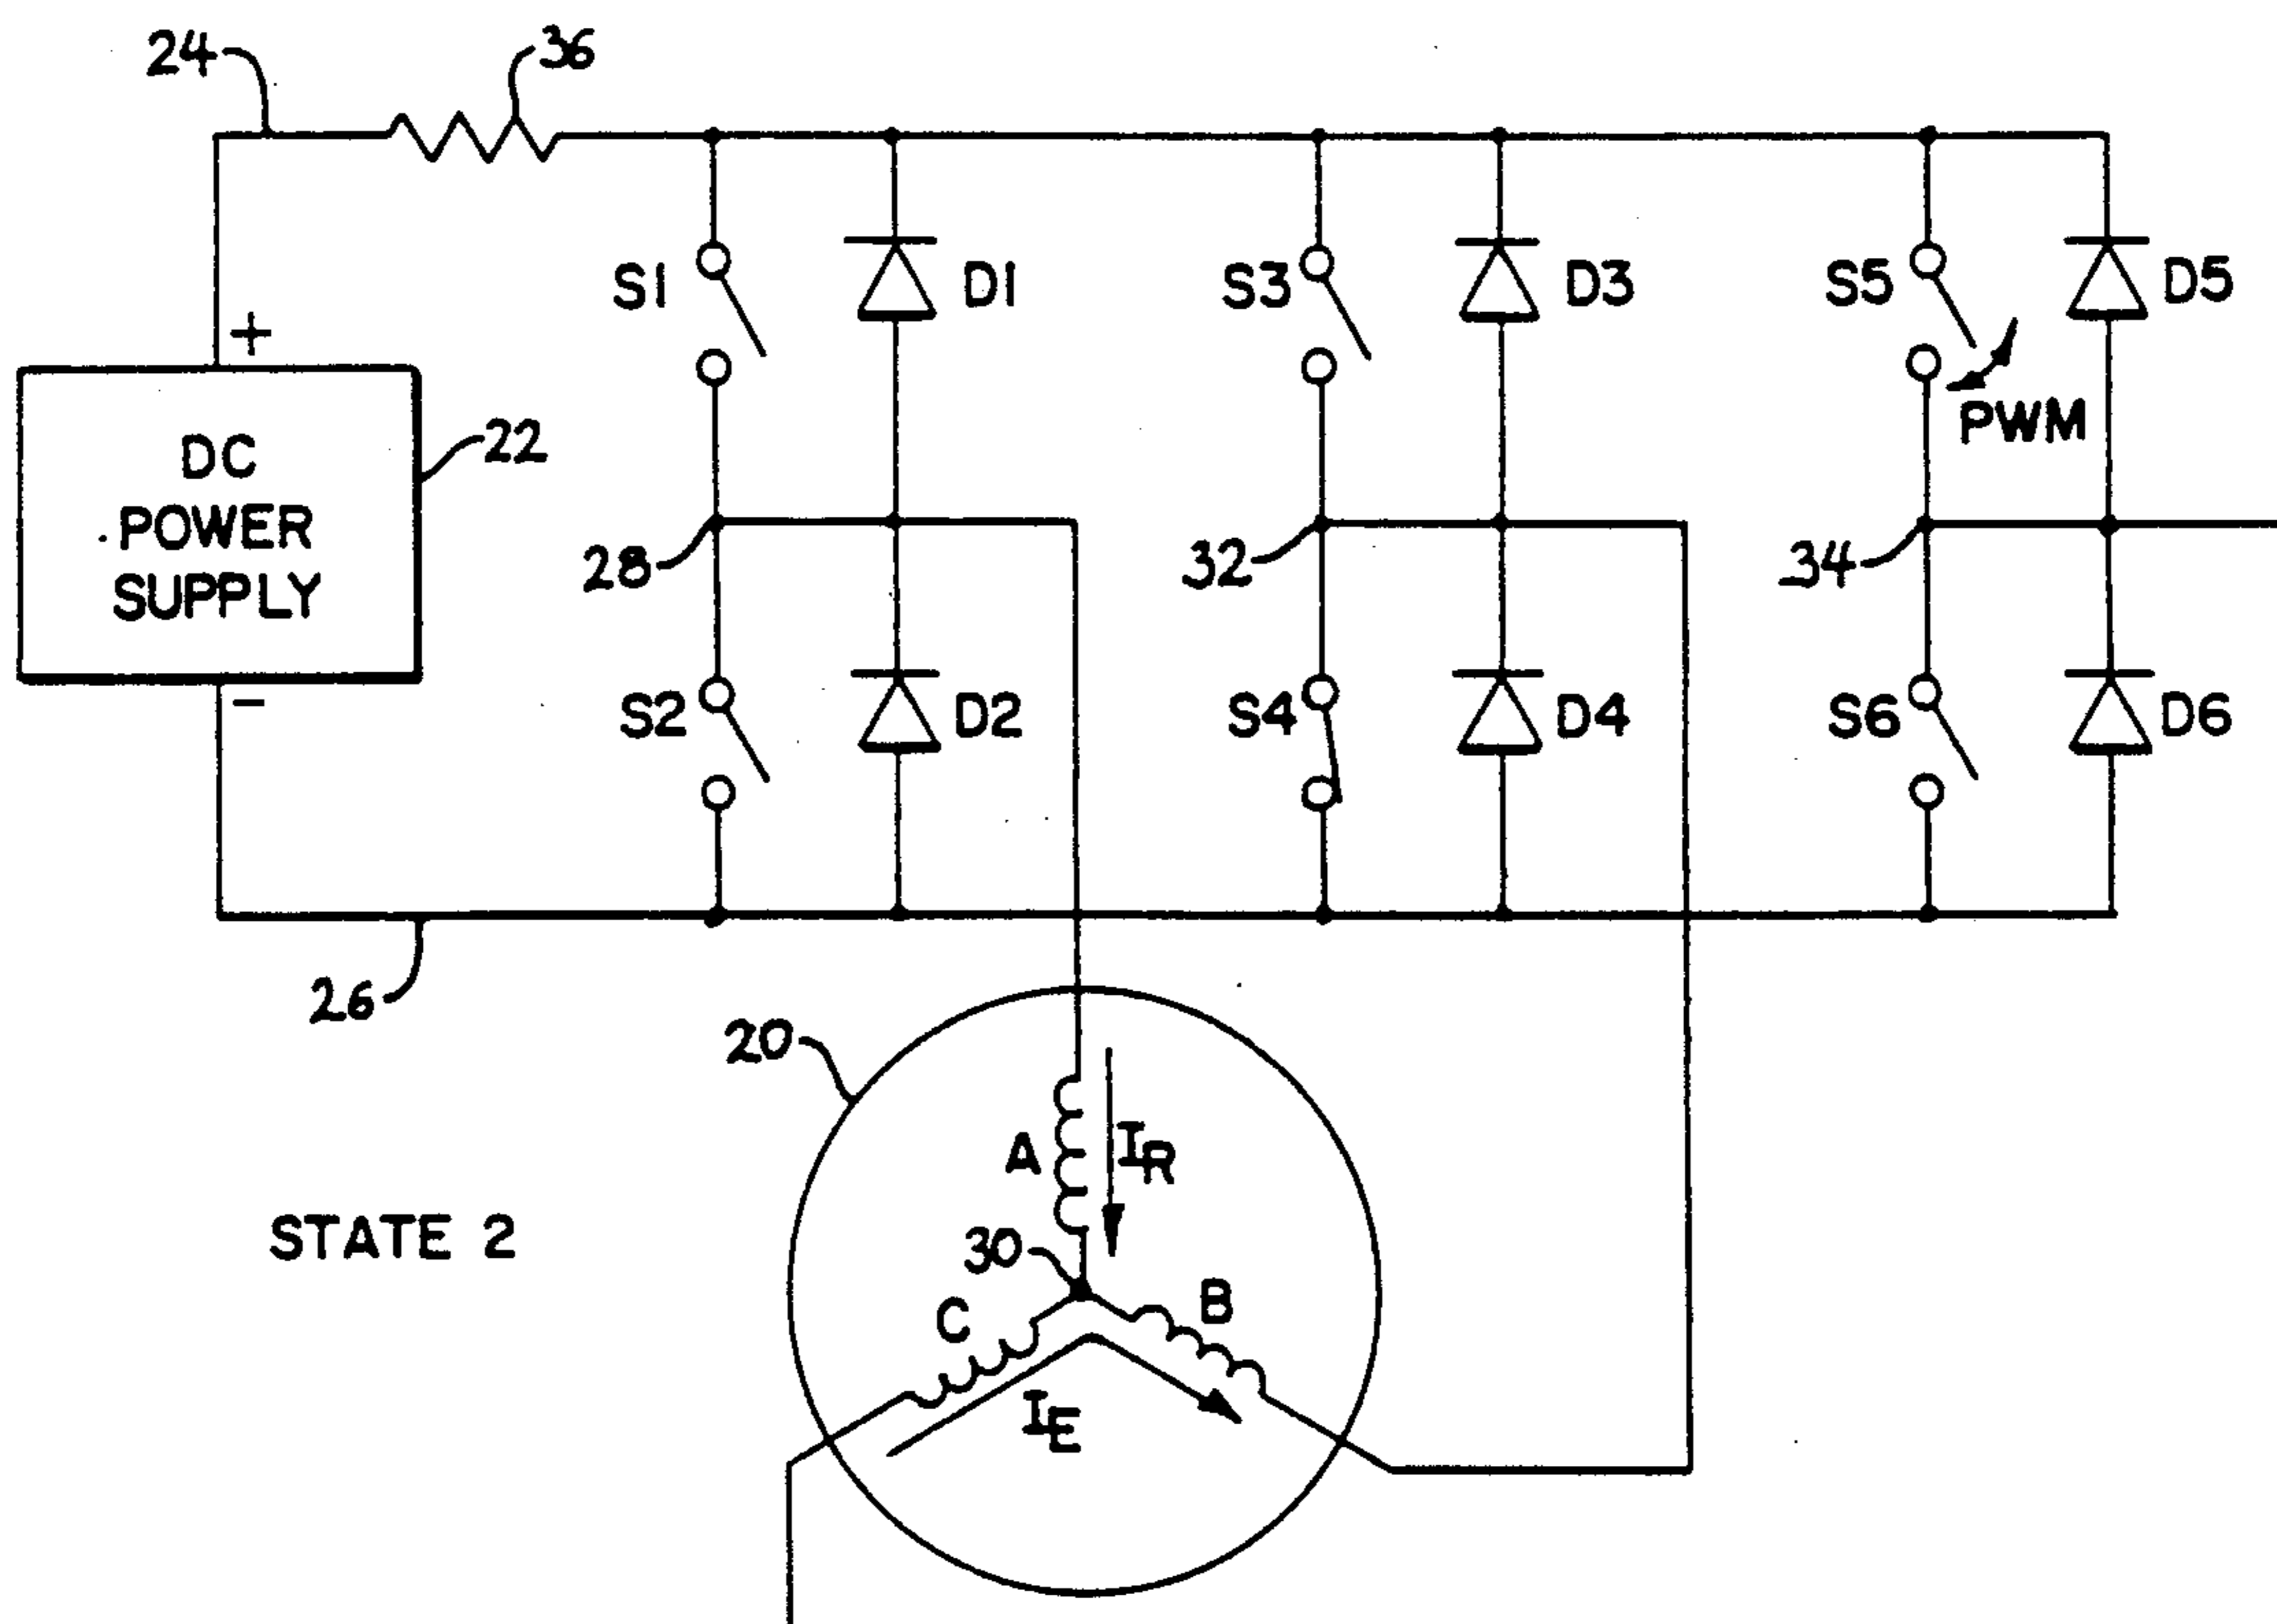 24
36
+
S1
D1
S3
D3
S5
D5
PWM
DC
POWER
SUPPLY
22
28
32
34
-
S2
D2
S4
D4
S6
D6
26
20
A
IR
STATE 2
30
C
B
IE